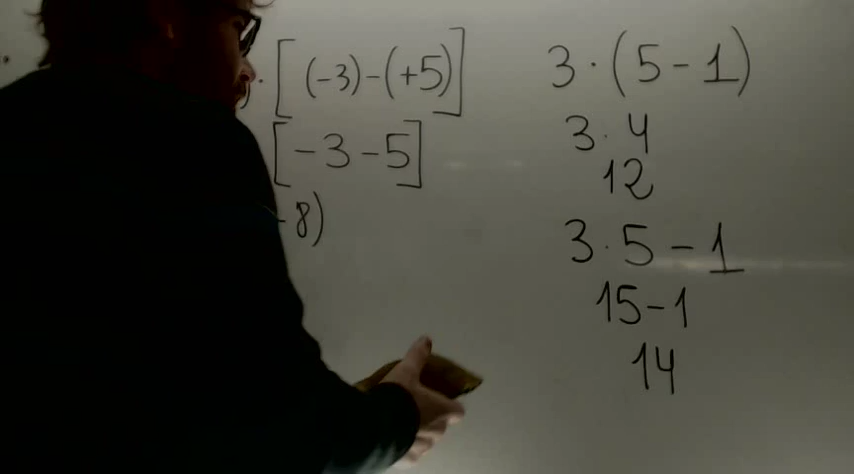 ) · [(-3)-(+5)]
[-3-5]
-8)
3 · (5-1)
3 · 4
12
3 · 5 - 1
15-1
14